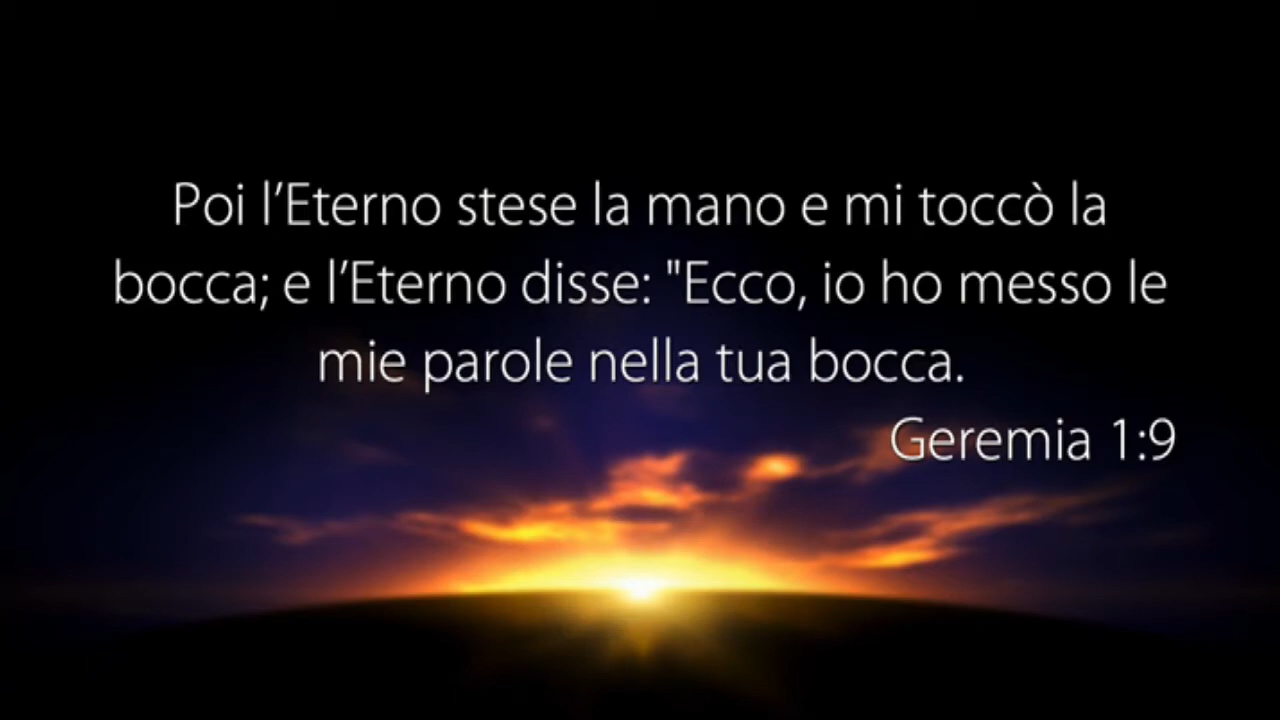 Poi l’Eterno stese la mano e mi toccò la
bocca; e l’Eterno disse: "Ecco, io ho messo le
mie parole nella tua bocca.
Geremia 1:9